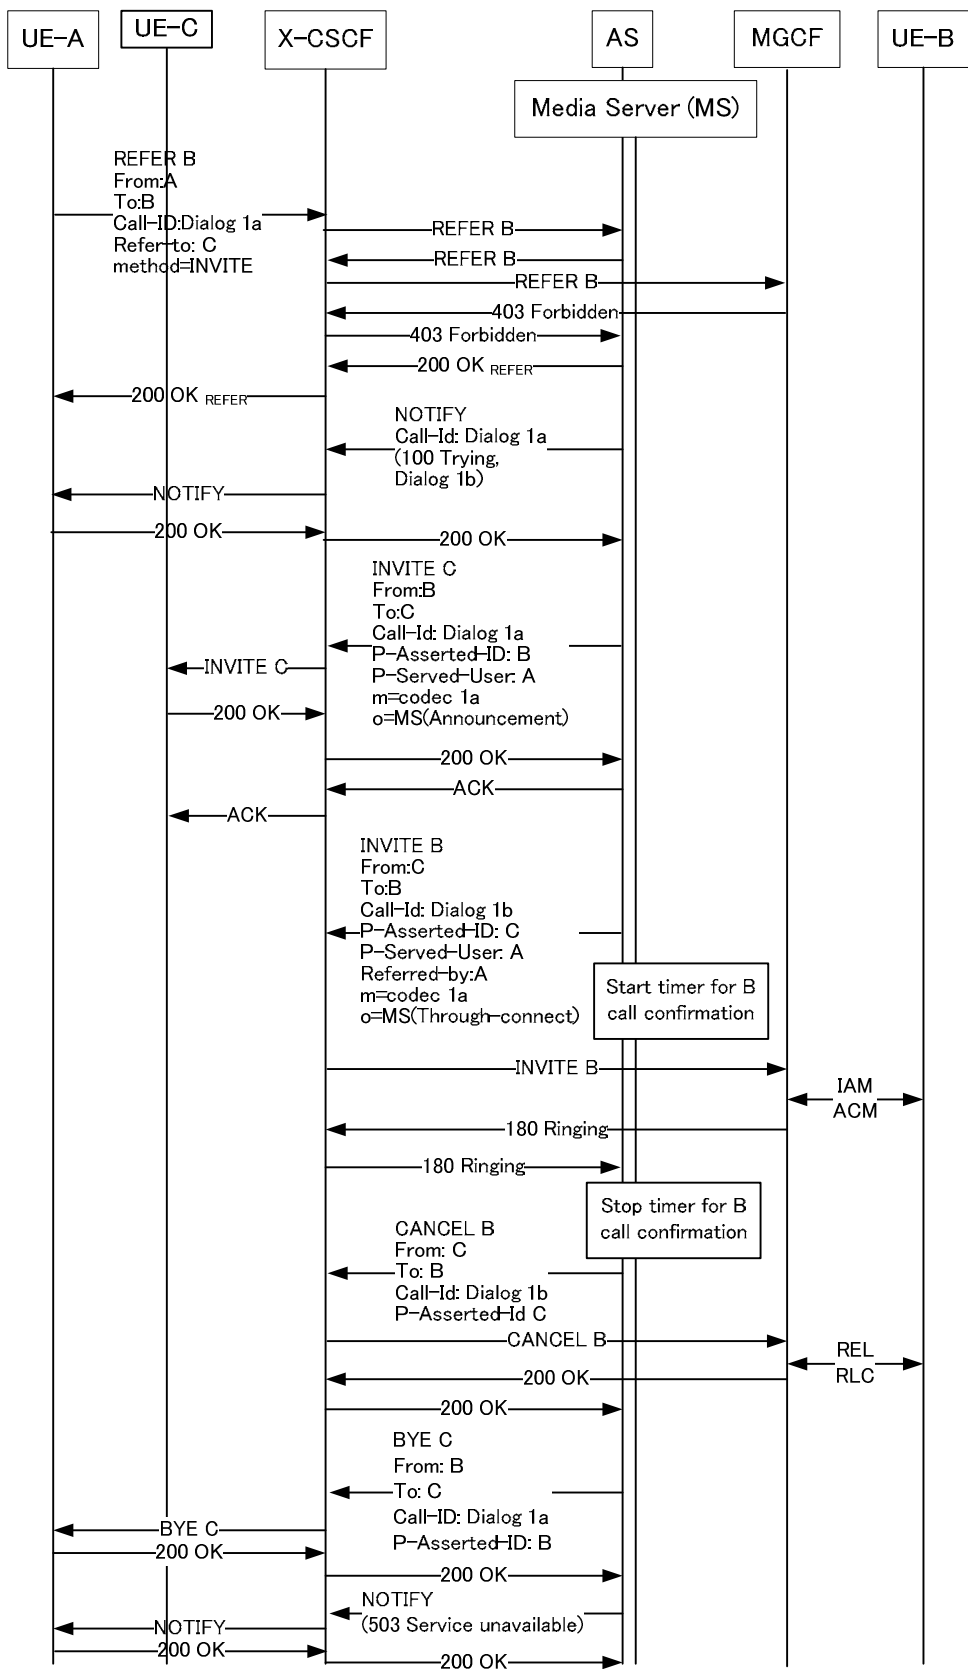 UE-A
UE-C
X-CSCF
AS
MGCF
UE-B
Media Server (MS)
REFER B
From:A
To:B
Call-ID:Dialog 1a
Refer-to: C
method=INVITE
REFER B
REFER B
REFER B
403 Forbidden
403 Forbidden
200 OK REFER
200 OK REFER
NOTIFY
Call-Id: Dialog 1a
(100 Trying,
Dialog 1b)
NOTIFY
200 OK
200 OK
INVITE C
From:B
To:C
Call-Id: Dialog 1a
P-Asserted-ID: B
P-Served-User: A
m=codec 1a
o=MS(Announcement)
INVITE C
200 OK
200 OK
ACK
ACK
INVITE B
From:C
To:B
Call-Id: Dialog 1b
P-Asserted-ID: C
P-Served-User: A
Referred-by:A
m=codec 1a
o=MS(Through-connect)
Start timer for B
call confirmation
INVITE B
IAM
ACM
180 Ringing
180 Ringing
Stop timer for B
call confirmation
CANCEL B
From: C
To: B
Call-Id: Dialog 1b
P-Asserted-Id C
CANCEL B
REL
RLC
200 OK
200 OK
BYE C
From: B
To: C
Call-ID: Dialog 1a
P-Asserted-ID: B
BYE C
200 OK
200 OK
NOTIFY
(503 Service unavailable)
NOTIFY
200 OK
200 OK